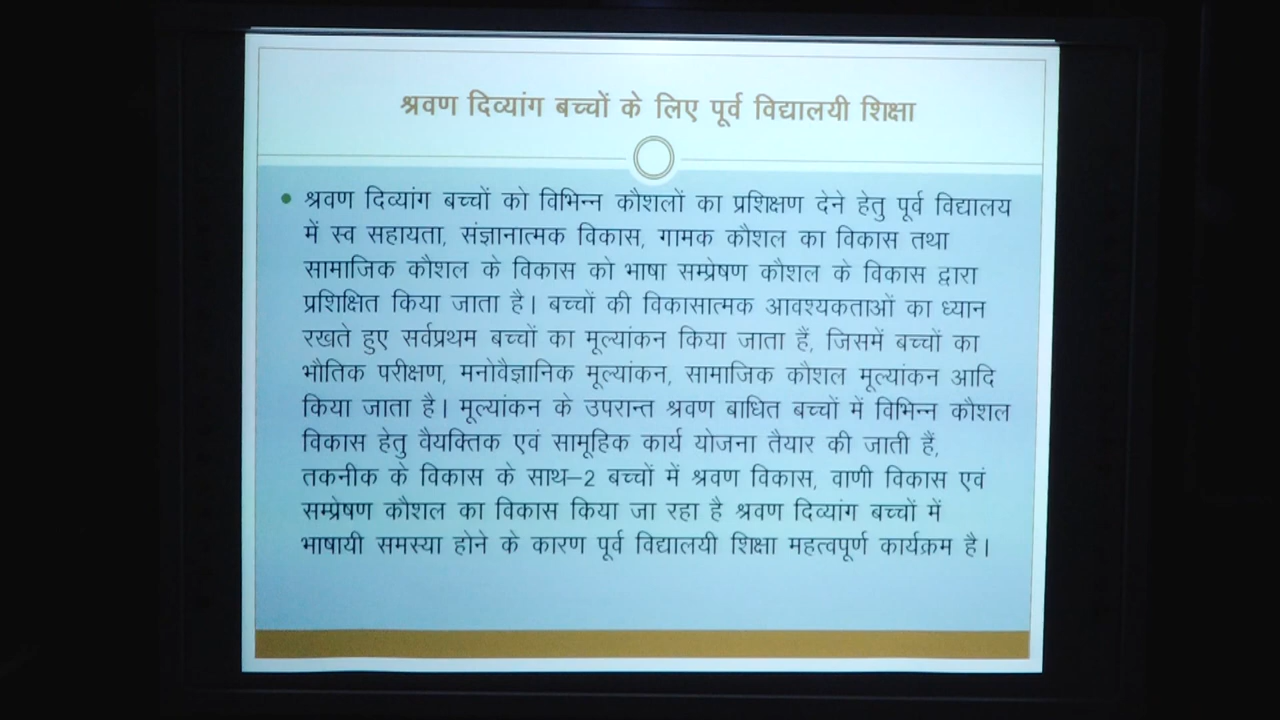 श्रवण दिव्यांग बच्चों के लिए पूर्व विद्यालयी शिक्षा
• श्रवण दिव्यांग बच्चों को विभिन्न कौशलों का प्रशिक्षण देने हेतु पूर्व विद्यालय
में स्व सहायता, संज्ञानात्मक विकास, गामक कौशल का विकास तथा
सामाजिक कौशल के विकास को भाषा सम्प्रेषण कौशल के विकास द्वारा
प्रशिक्षित किया जाता है। बच्चों की विकासात्मक आवश्यकताओं का ध्यान
रखते हुए सर्वप्रथम बच्चों का मूल्यांकन किया जाता हैं, जिसमें बच्चों का
भौतिक परीक्षण, मनोवैज्ञानिक मूल्यांकन, सामाजिक कौशल मूल्यांकन आदि
किया जाता है। मूल्यांकन के उपरान्त श्रवण बाधित बच्चों में विभिन्न कौशल
विकास हेतु वैयक्तिक एवं सामूहिक कार्य योजना तैयार की जाती हैं,
तकनीक के विकास के साथ–2 बच्चों में श्रवण विकास, वाणी विकास एवं
सम्प्रेषण कौशल का विकास किया जा रहा है श्रवण दिव्यांग बच्चों में
भाषायी समस्या होने के कारण पूर्व विद्यालयी शिक्षा महत्वपूर्ण कार्यक्रम है।